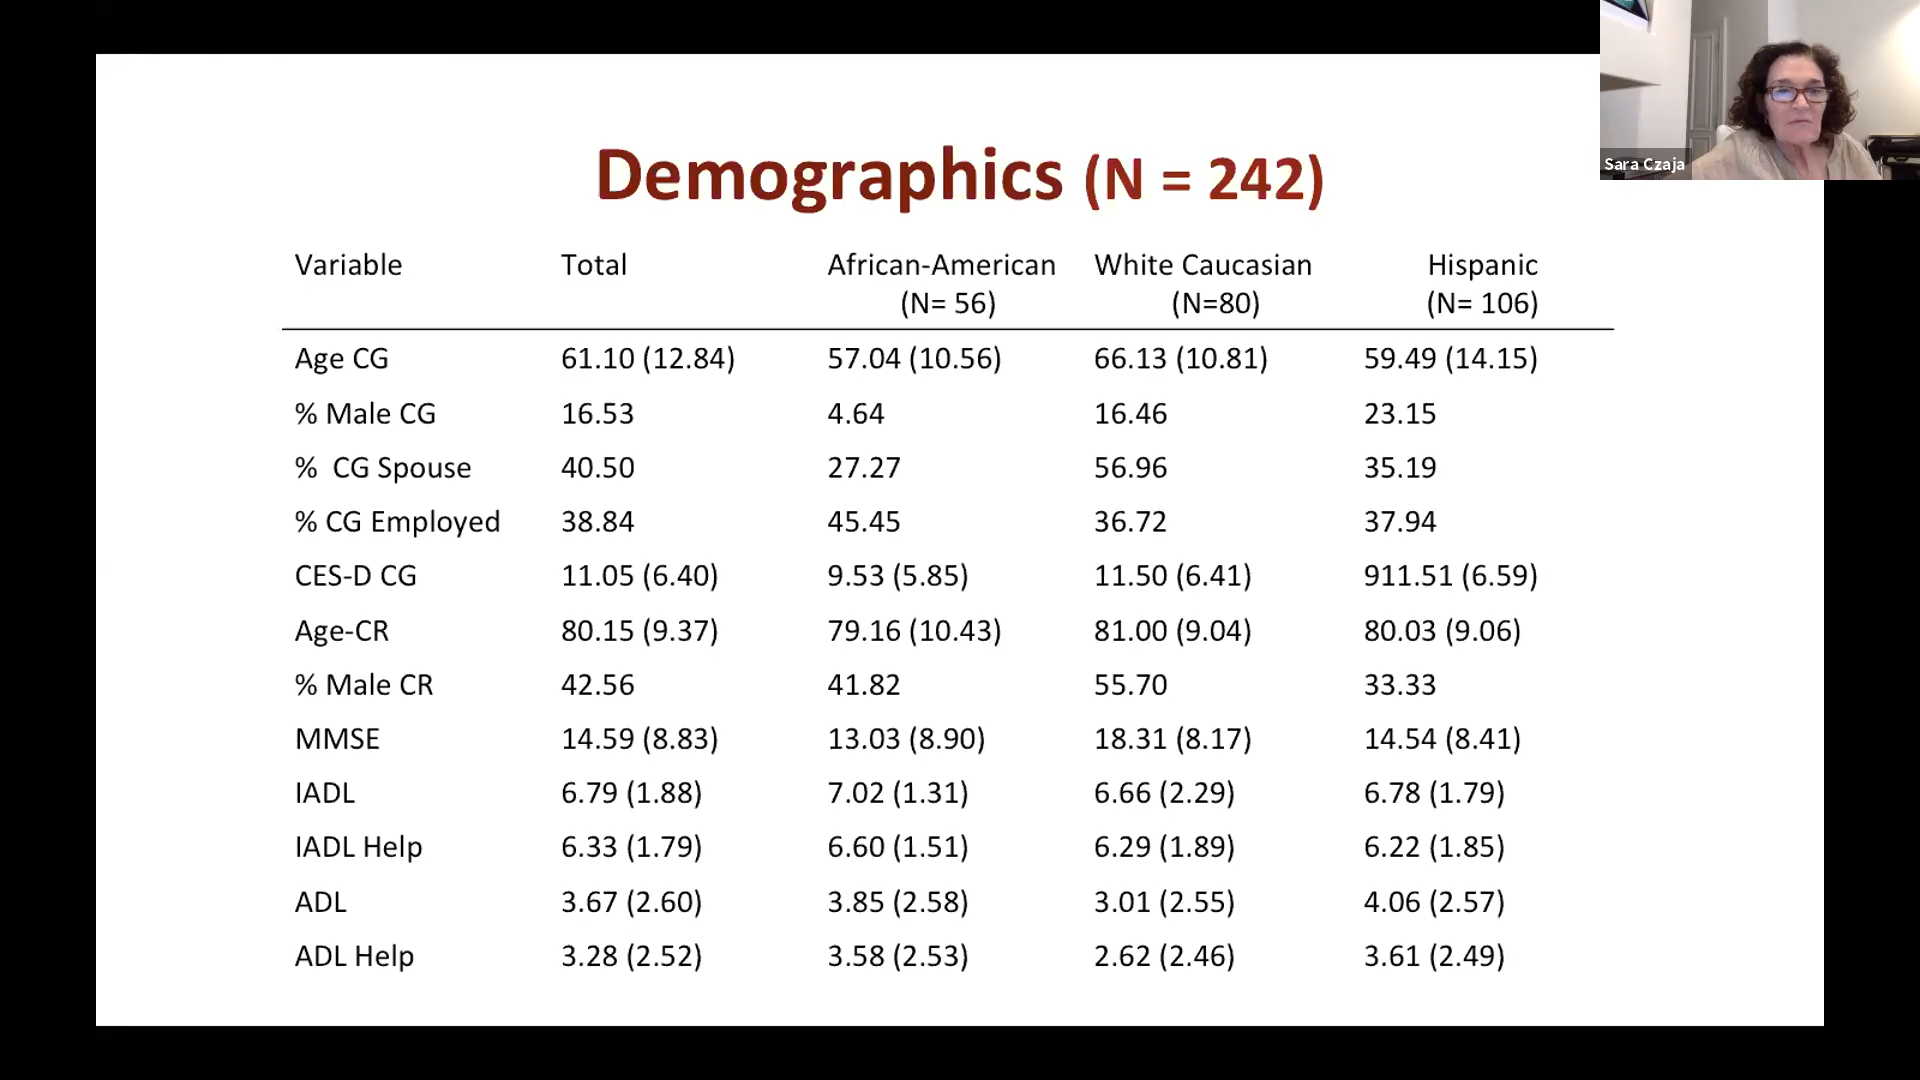 Sara Czaja
Demographics (N = 242)
Variable Total African-American White Caucasian Hispanic
(N= 56) (N=80) (N= 106)
Age CG 61.10 (12.84) 57.04 (10.56) 66.13 (10.81) 59.49 (14.15)
% Male CG 16.53 4.64 16.46 23.15
% CG Spouse 40.50 27.27 56.96 35.19
% CG Employed 38.84 45.45 36.72 37.94
CES-D CG 11.05 (6.40) 9.53 (5.85) 11.50 (6.41) 911.51 (6.59)
Age-CR 80.15 (9.37) 79.16 (10.43) 81.00 (9.04) 80.03 (9.06)
% Male CR 42.56 41.82 55.70 33.33
MMSE 14.59 (8.83) 13.03 (8.90) 18.31 (8.17) 14.54 (8.41)
IADL 6.79 (1.88) 7.02 (1.31) 6.66 (2.29) 6.78 (1.79)
IADL Help 6.33 (1.79) 6.60 (1.51) 6.29 (1.89) 6.22 (1.85)
ADL 3.67 (2.60) 3.85 (2.58) 3.01 (2.55) 4.06 (2.57)
ADL Help 3.28 (2.52) 3.58 (2.53) 2.62 (2.46) 3.61 (2.49)